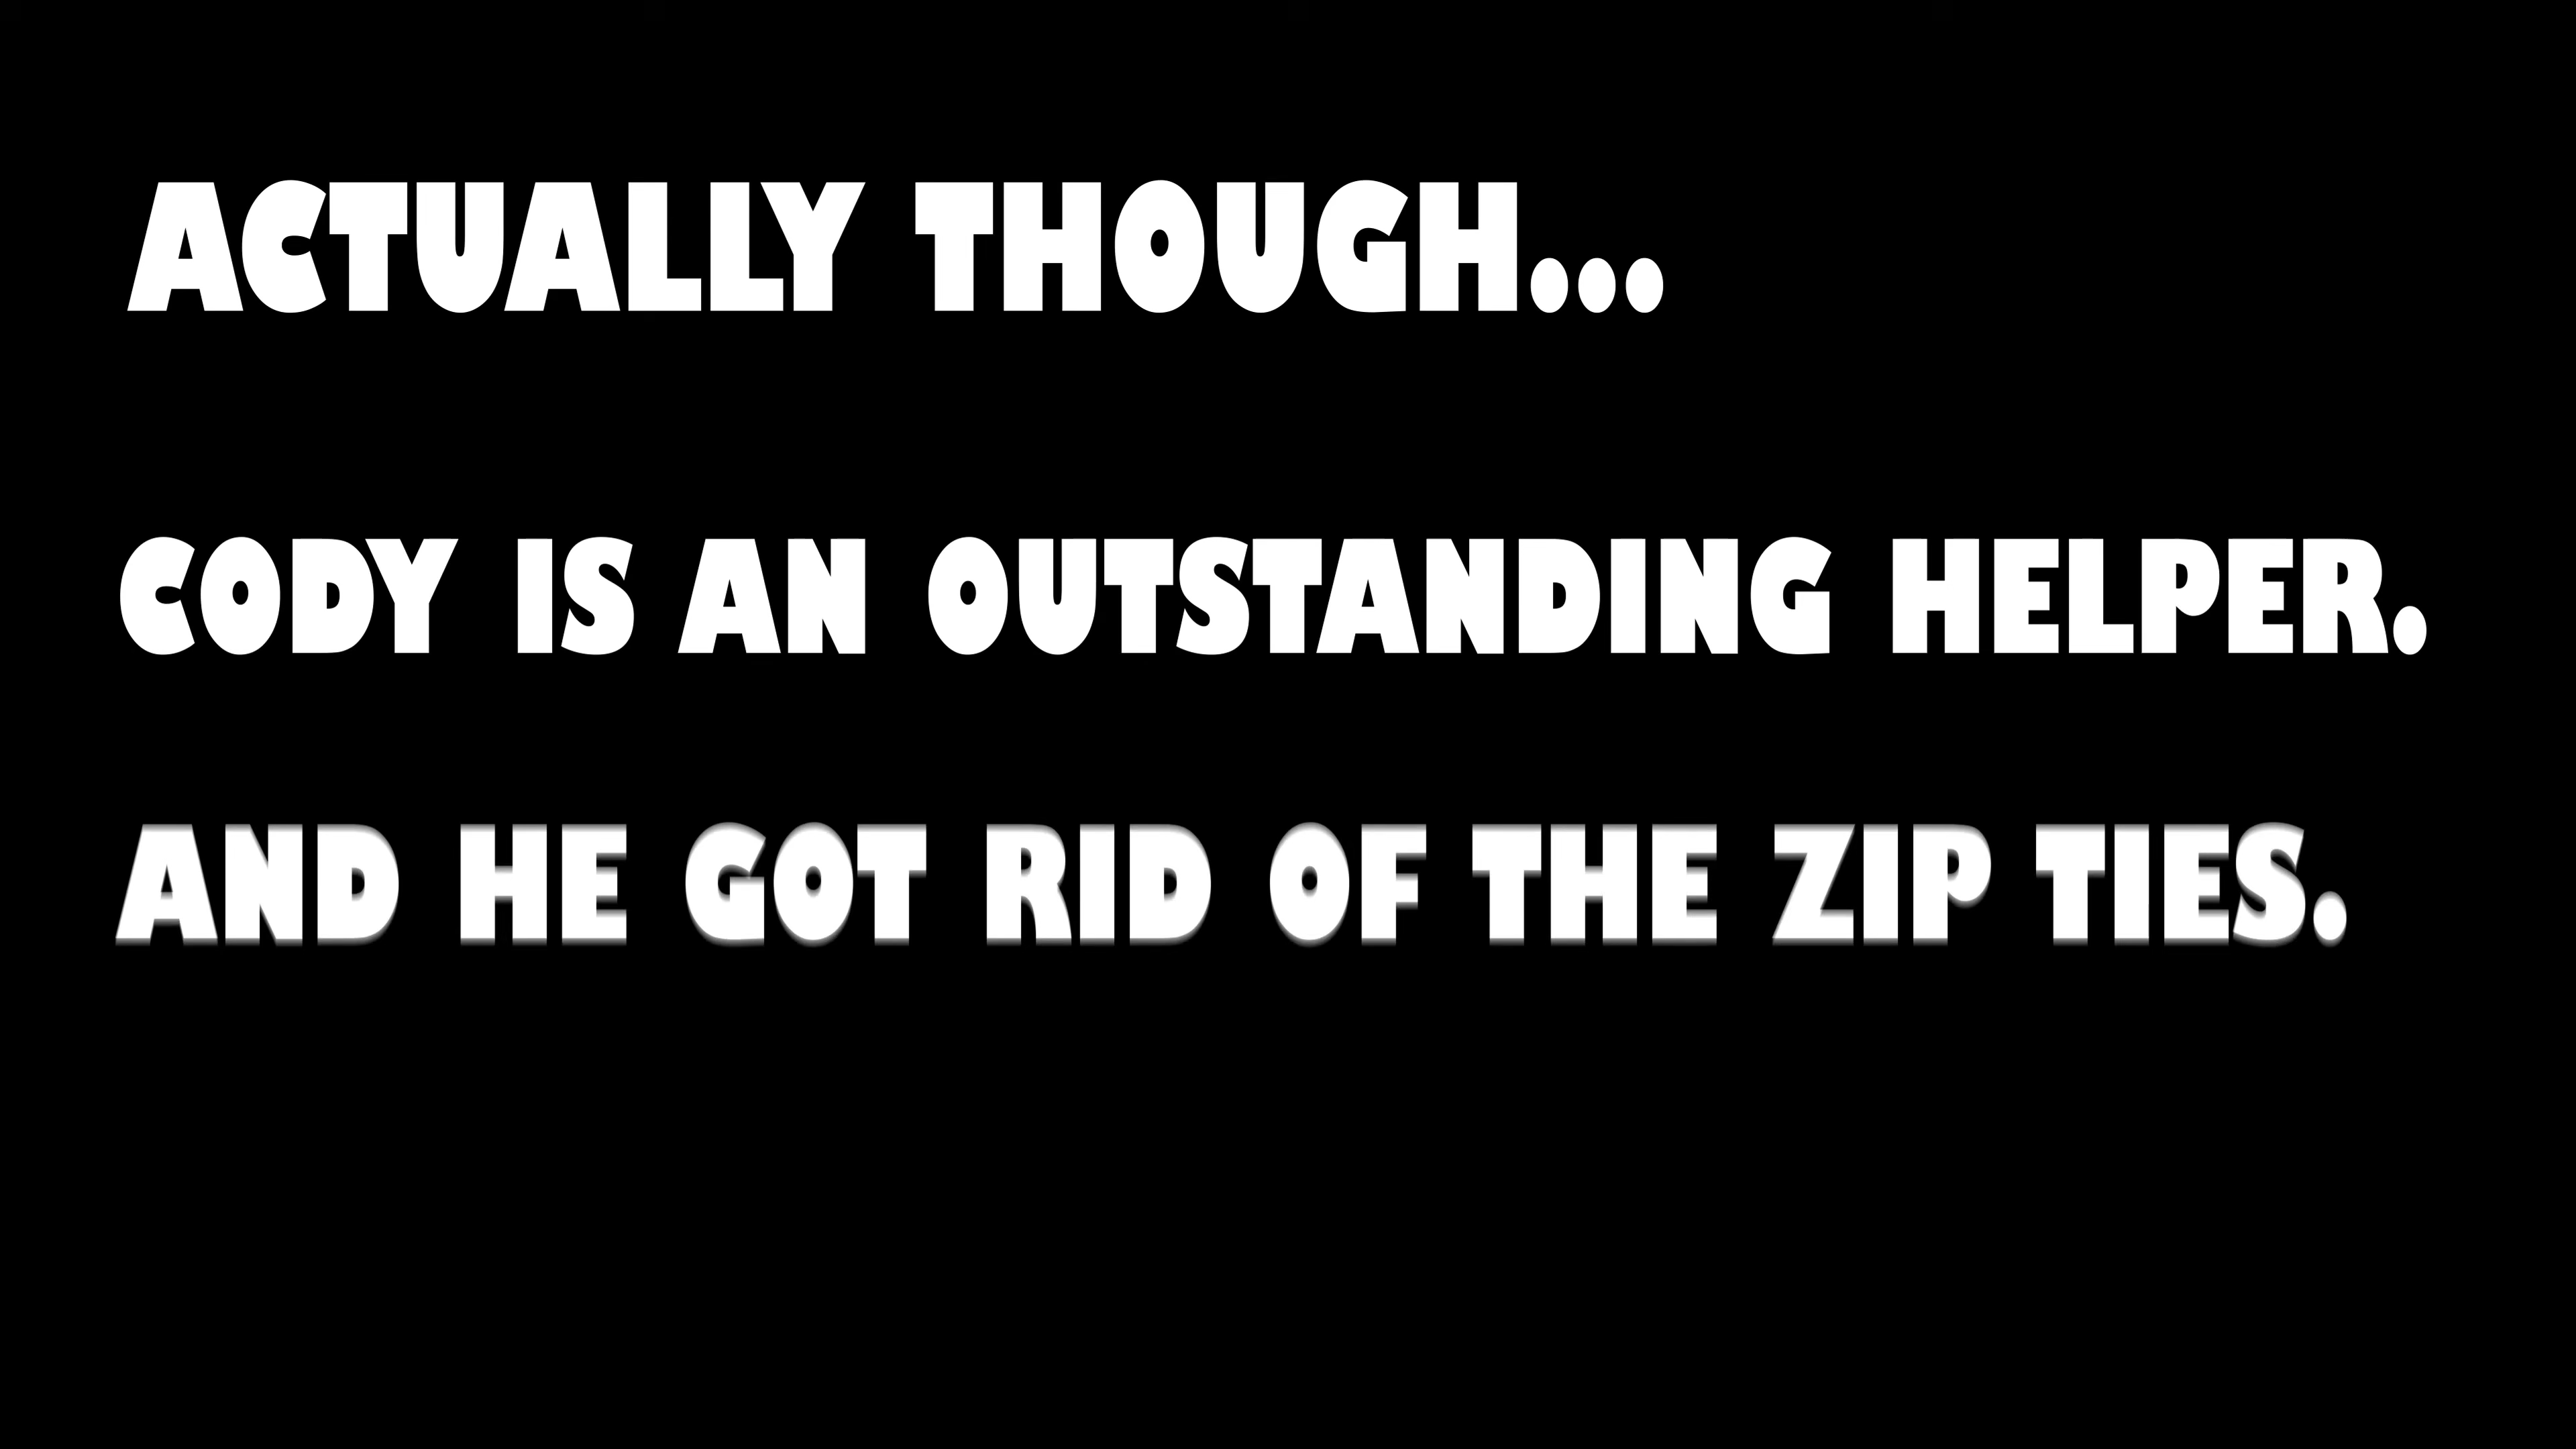 ACTUALLY THOUGH...
CODY IS AN OUTSTANDING HELPER.
AND HE GOT RID OF THE ZIP TIES.